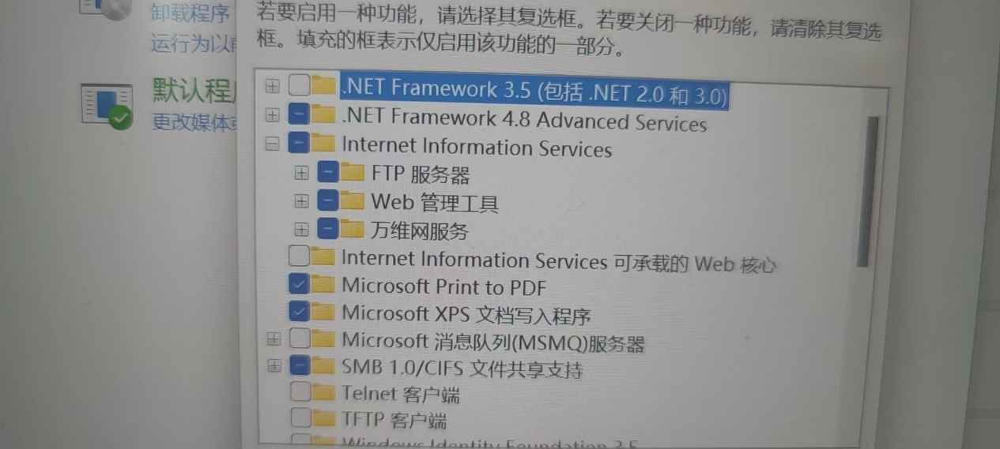 卸载程序
运行为以
默认程
更改媒体
若要启用一种功能，请选择其复选框。若要关闭一种功能，请清除其复选
框。填充的框表示仅启用该功能的一部分。
.NET Framework 3.5 (包括 .NET 2.0 和 3.0)
.NET Framework 4.8 Advanced Services
Internet Information Services
FTP 服务器
Web 管理工具
万维网服务
Internet Information Services 可承载的 Web 核心
Microsoft Print to PDF
Microsoft XPS 文档写入程序
Microsoft 消息队列(MSMQ)服务器
SMB 1.0/CIFS 文件共享支持
Telnet 客户端
TFTP 客户端
Windows Identity Foundation 3.5